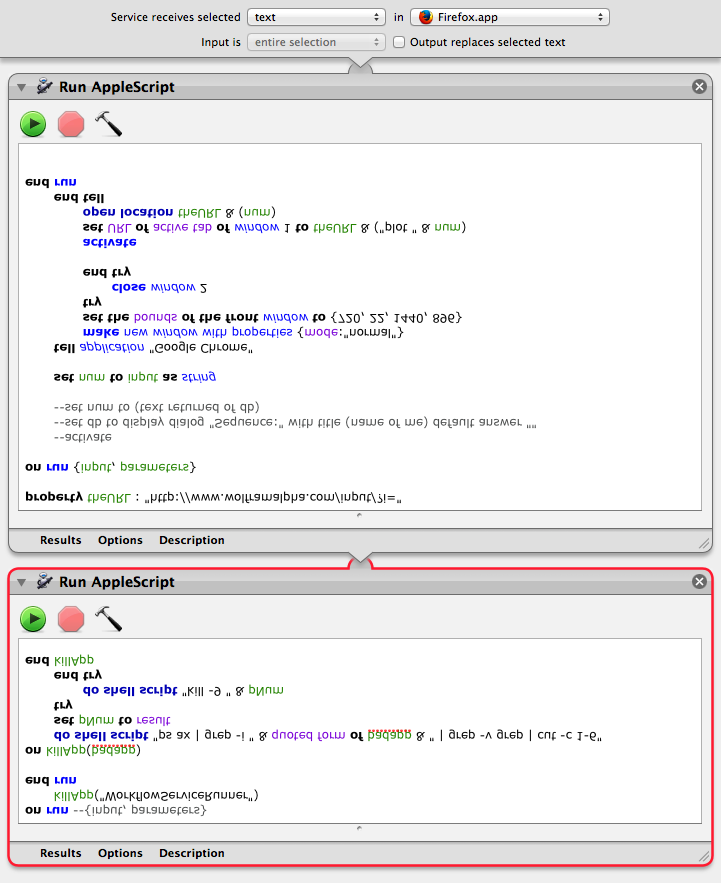 Service receives selected text in Firefox.app
Input is entire selection Output replaces selected text
Run AppleScript
property theURL : "http://www.wolframalpha.com/input/?i="
on run {input, parameters}
--activate
--set db to display dialog "Sequence:" with title (name of me) default answer ""
--set num to (text returned of db)
set num to input as string
tell application "Google Chrome"
make new window with properties {mode:"normal"}
set the bounds of the front window to {720, 22, 1440, 896}
try
close window 2
end try
activate
set URL of active tab of window 1 to theURL & ("plot " & num)
open location theURL & (num)
end tell
end run
Results Options Description
Run AppleScript
on run --{input, parameters}
killApp("WorkflowServiceRunner")
end run
on killApp(badapp)
do shell script "ps ax | grep -i " & quoted form of badapp & " | grep -v grep | cut -c 1-6"
set pNum to result
try
do shell script "kill -9 " & pNum
end try
end killApp
Results Options Description